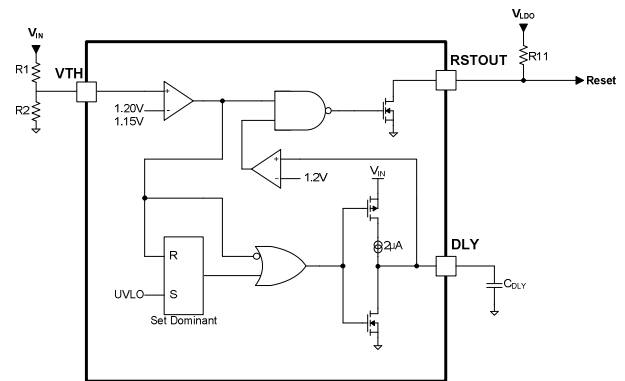 VIN
VLDO
R1
VTH
RSTOUT
R11
R2
1.20V
1.15V
Reset
1.2V
VIN
2µA
DLY
R
CDLY
UVLO
S
Set Dominant